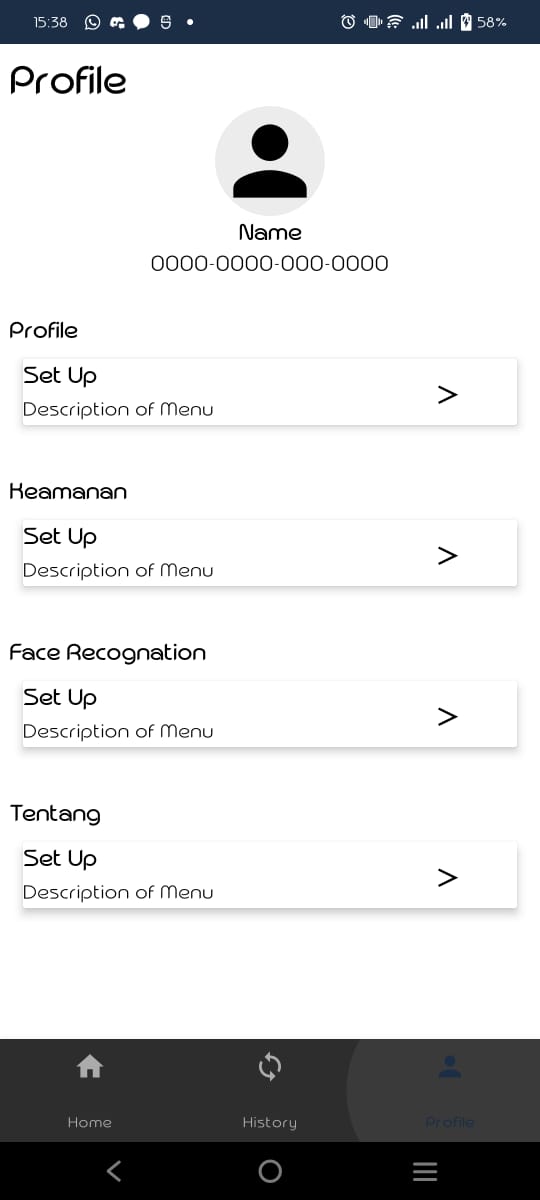 15:38
58%
Profile
Name
0000-0000-000-0000
Profile
Set Up
Description of Menu
>
Keamanan
Set Up
Description of Menu
>
Face Recognation
Set Up
Description of Menu
>
Tentang
Set Up
Description of Menu
>
Home
History
Profile